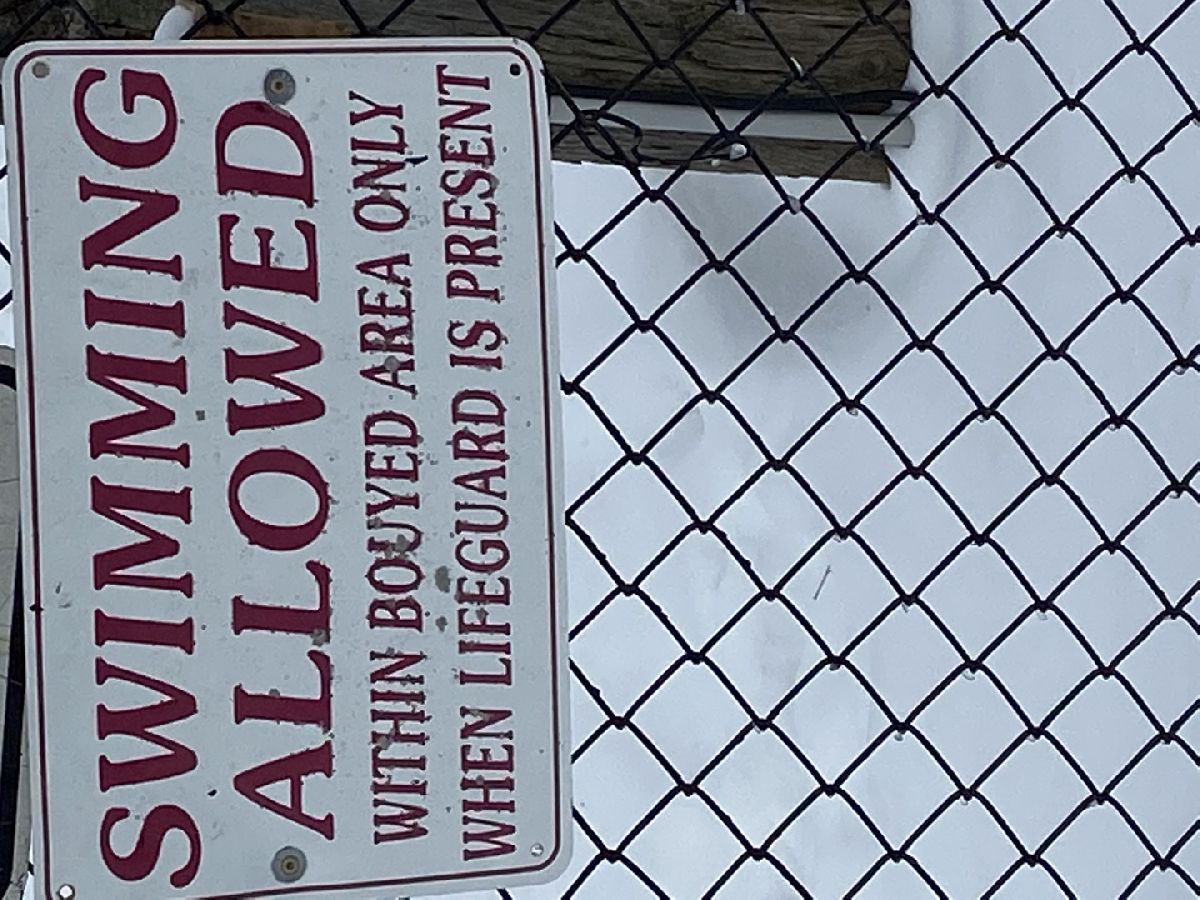 SWIMMING
ALLOWED
WITHIN BOUYED AREA ONLY
WHEN LIFEGUARD IS PRESENT